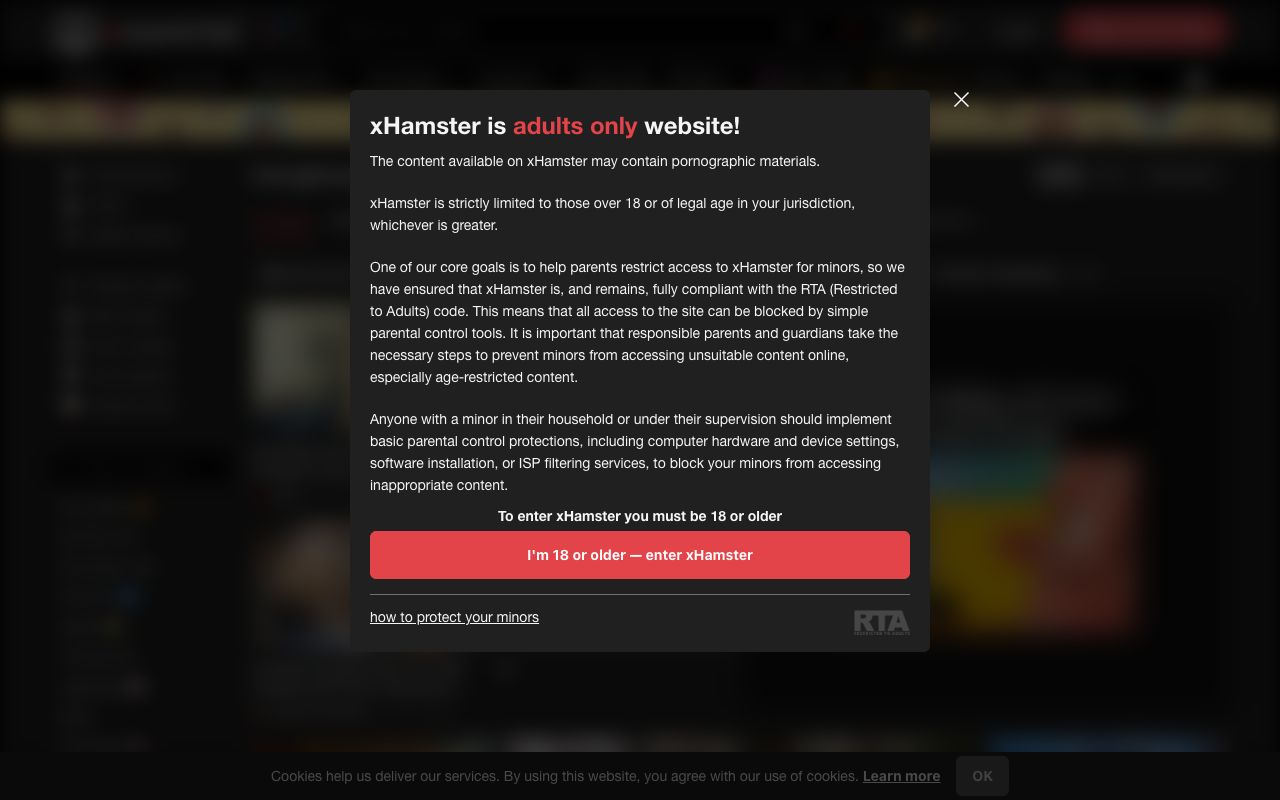 xHamster is adults only website!
The content available on xHamster may contain pornographic materials.
xHamster is strictly limited to those over 18 or of legal age in your jurisdiction,
whichever is greater.
One of our core goals is to help parents restrict access to xHamster for minors, so we
have ensured that xHamster is, and remains, fully compliant with the RTA (Restricted
to Adults) code. This means that all access to the site can be blocked by simple
parental control tools. It is important that responsible parents and guardians take the
necessary steps to prevent minors from accessing unsuitable content online,
especially age-restricted content.
Anyone with a minor in their household or under their supervision should implement
basic parental control protections, including computer hardware and device settings,
software installation, or ISP filtering services, to block your minors from accessing
inappropriate content.
To enter xHamster you must be 18 or older
I'm 18 or older — enter xHamster
how to protect your minors
RTA
RESTRICTED TO ADULTS
Cookies help us deliver our services. By using this website, you agree with our use of cookies. Learn more
OK